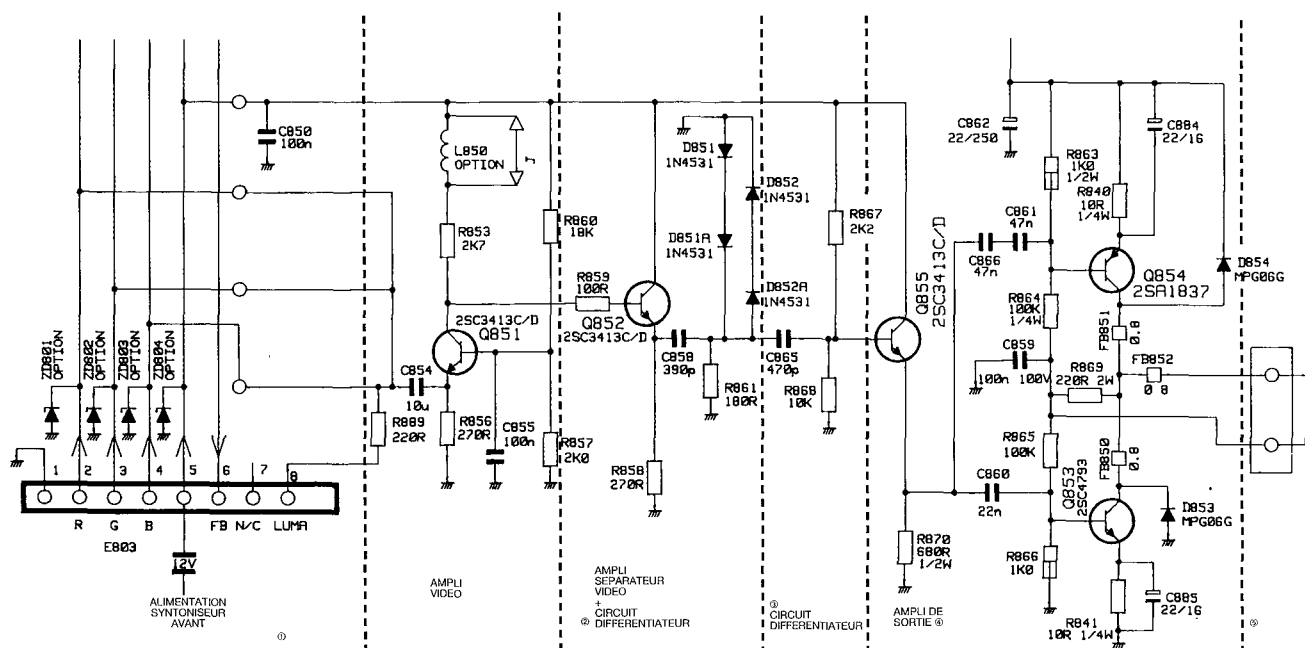 C850
100n
ZD801
OPTION
ZD802
OPTION
ZD803
OPTION
ZD804
OPTION
1
2
3
4
5
6
7
8
R
G
B
FB
N/C
LUMA
E803
12V
ALIMENTATION
SYNTONISEUR
AVANT
①
L850
OPTION
J
R853
2K7
R860
18K
2SC3413C/D
Q851
C854
10u
R889
220R
R856
270R
C855
100n
R857
2K0
AMPLI
VIDEO
R859
100R
Q852
2SC3413C/D
D851
1N4531
D851A
1N4531
D852
1N4531
D852A
1N4531
C858
390p
R861
180R
R858
270R
AMPLI
SEPARATEUR
VIDEO
+
CIRCUIT
② DIFFERENTIATEUR
R867
2K2
C865
470p
R868
10K
③
CIRCUIT
DIFFERENTIATEUR
Q855
2SC3413C/D
R870
680R
1/2W
AMPLI DE
SORTIE ④
C862
22/250
C884
22/16
R863
1K0
1/2W
R840
10R
1/4W
C861
47n
C866
47n
Q854
2SA1837
D854
MPG06G
R864
100K
1/4W
FB851
0.8
C859
100n 100V
FB852
0 8
R869
220R 2W
R865
100K
FB850
0.8
C860
22n
Q853
2SC4793
D853
MPG06G
R866
1K0
C885
22/16
R841
10R 1/4W
⑤